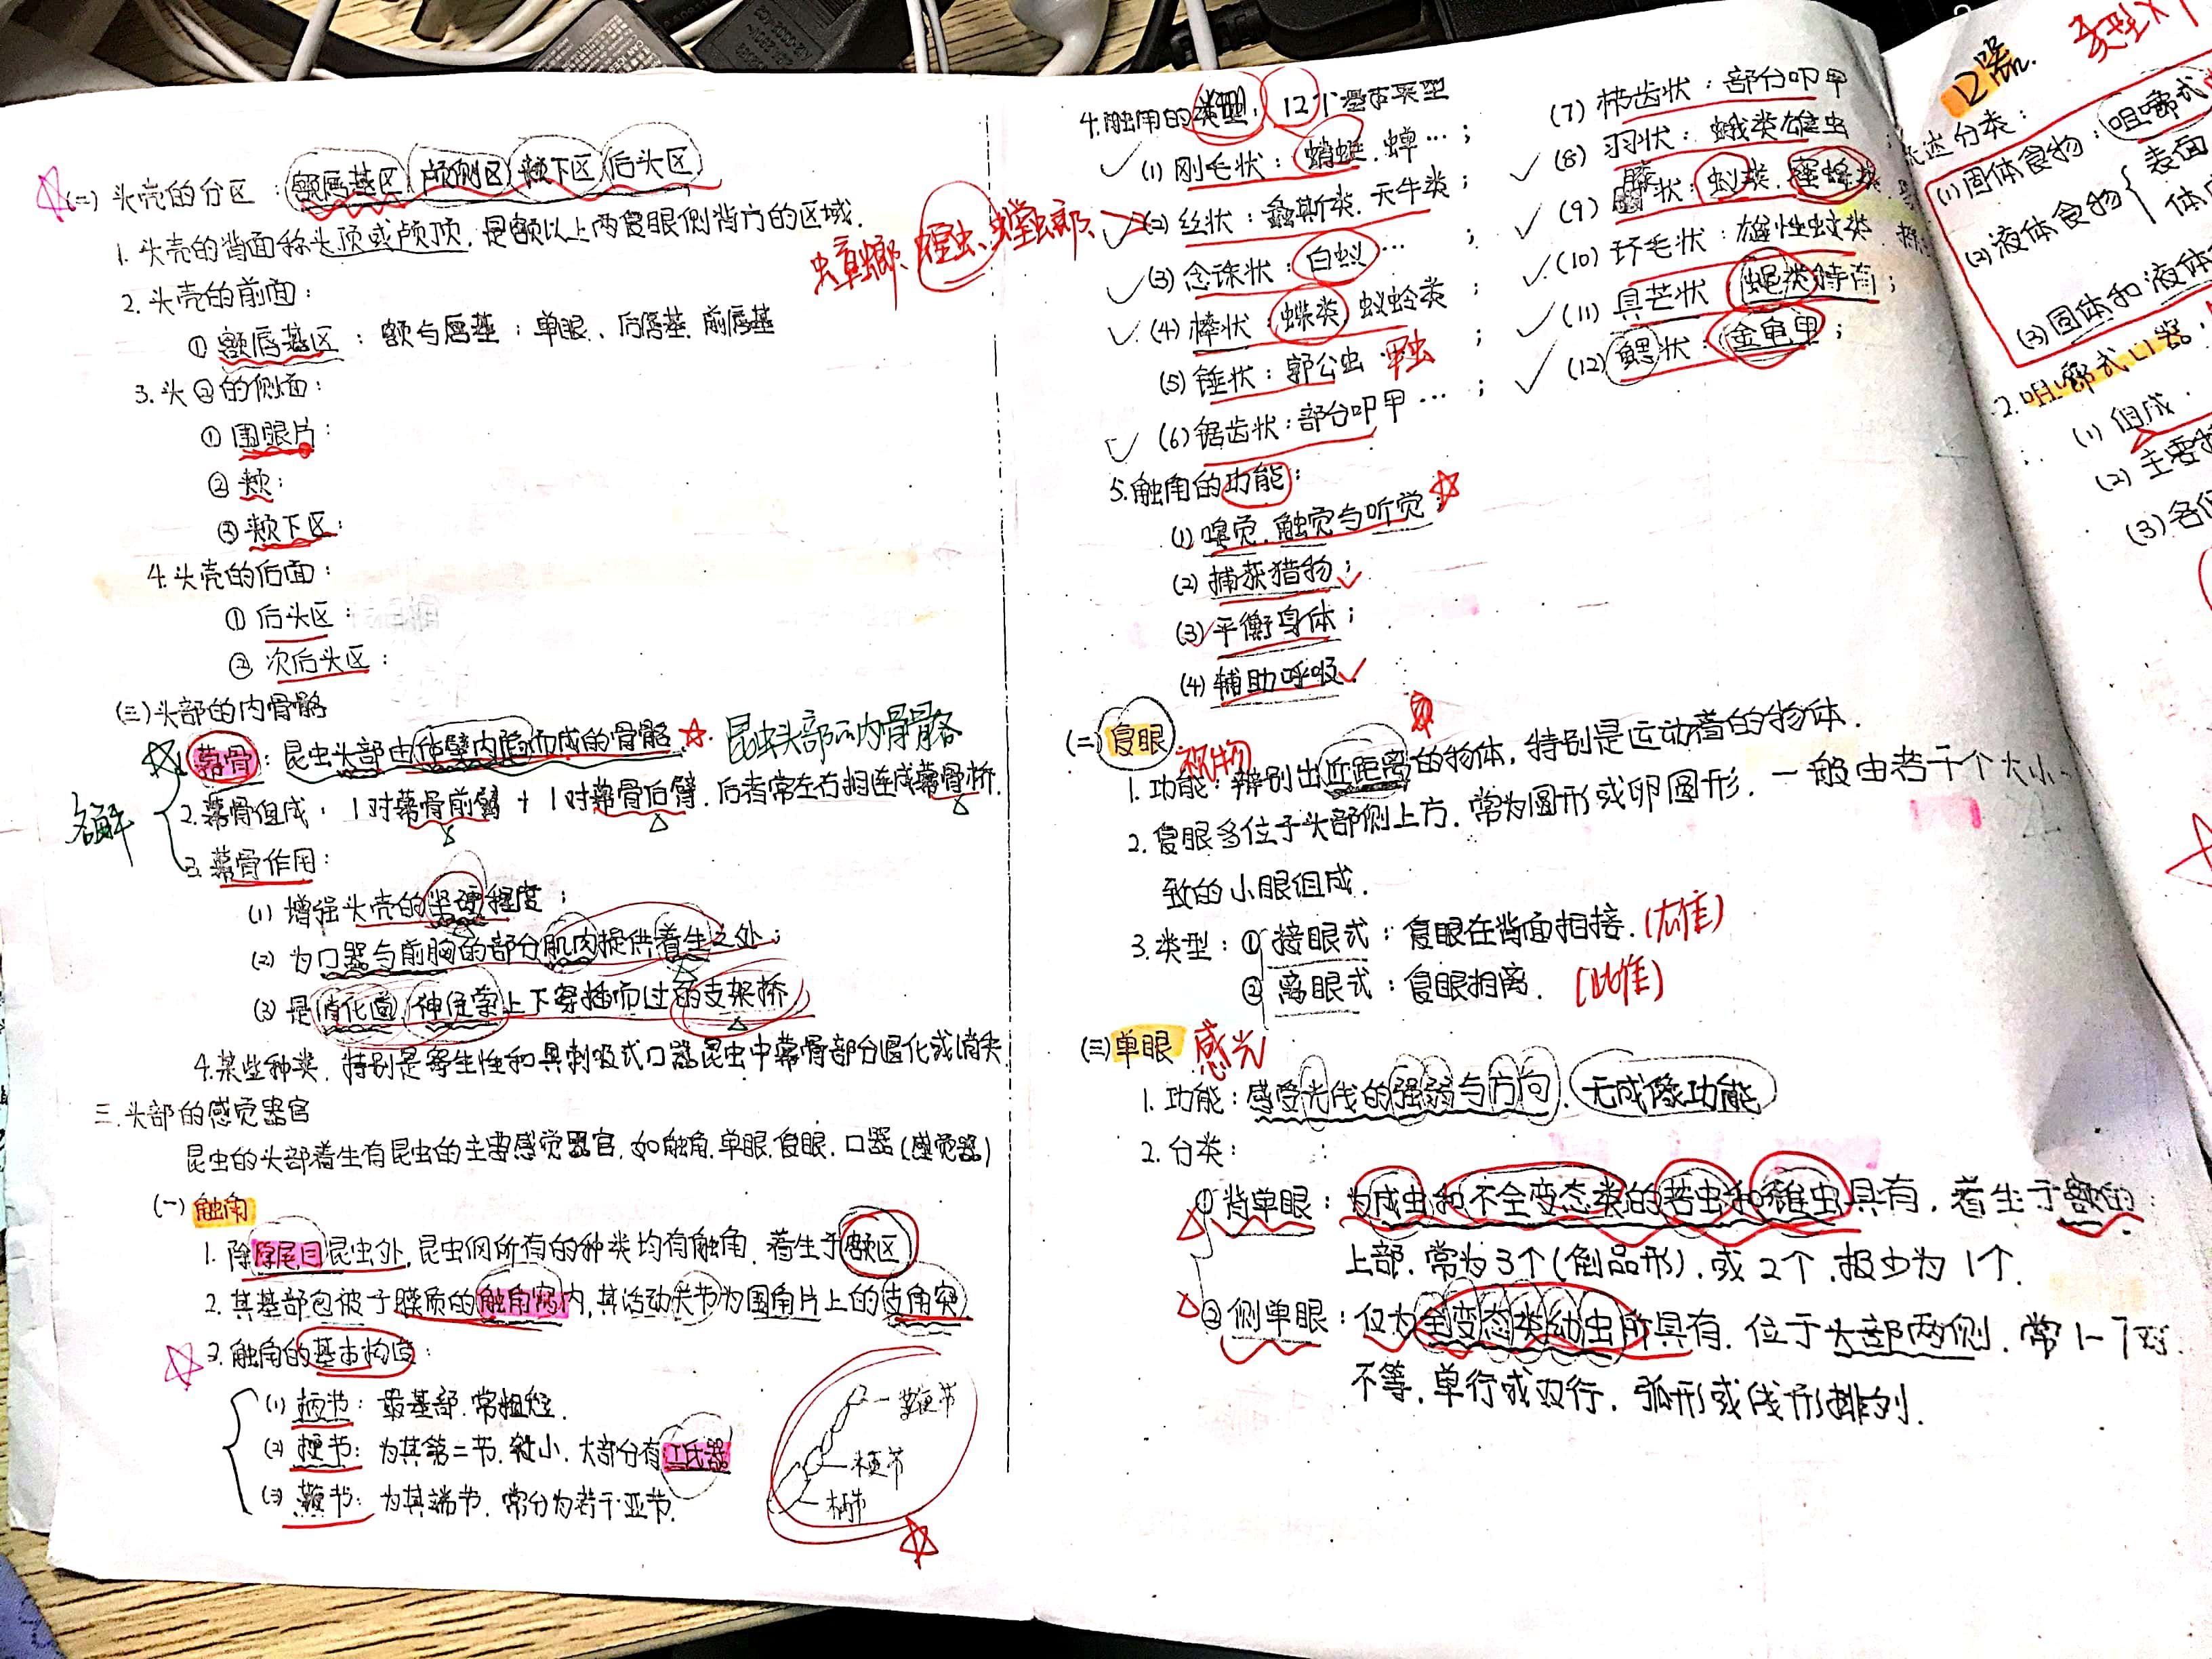 (二)头壳的分区:额唇基区、颅侧区、颊下区、后头区
1. 头壳的背面称头顶或颅顶,是额以上两复眼侧背方的区域.
2. 头壳的前面:
① 额唇基区:额与唇基;单眼、后唇基、前唇基
3. 头 的侧面:
① 围眼片:
② 颊:
③ 颊下区:
4. 头壳的后面:
① 后头区:
② 次后头区:
(三)头部的内骨骼
名解
幕骨:昆虫头部由体壁内陷而成的骨骼. 昆虫头部的内骨骼
2. 幕骨组成:1对幕骨前臂+1对幕骨后臂.后者常左右相连成幕骨桥.
3. 幕骨作用:
(1) 增强头壳的坚硬程度;
(2) 为口器与前胸的部分肌肉提供着生之处;
(3) 是消化道、神经索上下穿插而过的支架桥.
4. 某些种类,特别是寄生性和具刺吸式口器昆虫中幕骨部分退化或消失
三.头部的感觉器官
昆虫的头部着生有昆虫的主要感觉器官,如触角.单眼.复眼.口器(感觉器)
(一) 触角
1. 除原尾目昆虫外,昆虫纲所有的种类均有触角.着生于额区
2. 其基部包被于膜质的触角窝内,其活动关节为围角片上的支角突
3. 触角的基本构造:
(1) 柄节:最基部.常粗短.
(2) 梗节:为其第二节.较小.大部分有江氏器
(3) 鞭节:为其端节.常分为若干亚节.
鞭节
梗节
柄节
4. 触角的类型:12个基本类型
(1) 刚毛状:蜻蜓.蝉…;
蟑螂、蝗虫、螳螂、
(2) 丝状:螽斯类.天牛类;
(3) 念珠状:白蚁…;
(4) 棒状:蝶类.蚁蛉类;
(5) 锤状:郭公虫 ;
(6) 锯齿状:部分叩甲…;
(7) 栉齿状:部分叩甲
(8) 羽状:蛾类雄虫
(9) 膝状:蚁类.蜜蜂类
(10) 环毛状:雄性蚊类
(11) 具芒状 蝇类特有;
(12) 鳃状:金龟甲;
5. 触角的功能:
(1) 嗅觉.触觉与听觉;
(2) 捕获猎物;
(3) 平衡身体;
(4) 辅助呼吸.
(二) 复眼 视物
1. 功能:辨别出近距离的物体,特别是运动着的物体.
2. 复眼多位于头部侧上方.常为圆形或卵圆形.一般由若干个大小一
致的小眼组成.
3. 类型:① 接眼式:复眼在背面相接.(尤雄)
② 离眼式:复眼相离. (雌)
(三) 单眼 感光
1. 功能:感受光线的强弱与方向.无成像功能
2. 分类:
① 背单眼:为成虫和不全变态类的若虫和稚虫具有,着生于额的
上部.常为3个(倒品形).或2个.极少为1个.
② 侧单眼:仅为全变态类幼虫所具有.位于头部两侧.常1-7对
不等.单行或双行.弧形或线形排列.
口器. 类型
分类:
(1) 固体食物:咀嚼式
(2) 液体食物 { 表面
(3) 固体和液体
2. 咀嚼式口器:
(1) 组成.
(2) 主要
(3) 各